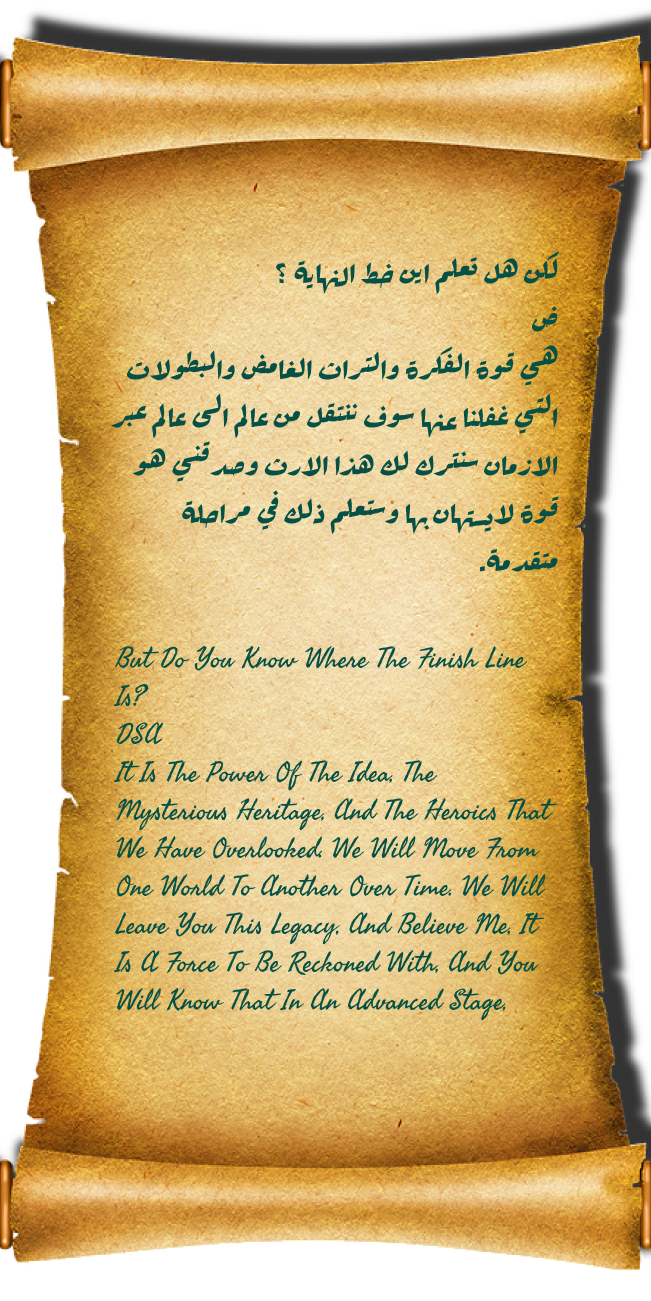 لكن هل تعلم اين خط النهاية ؟
ض
هي قوة الفكرة والتراث الغامض والبطولات
التي غفلنا عنها سوف ننتقل من عالم الى عالم عبر
الازمان سنترك لك هذا الارث وصدقني هو
قوة لايستهان بها وستعلم ذلك في مراحلة
متقدمة.
But Do You Know Where The Finish Line
Is?
DSA
It Is The Power Of The Idea, The
Mysterious Heritage, And The Heroics That
We Have Overlooked. We Will Move From
One World To Another Over Time. We Will
Leave You This Legacy, And Believe Me, It
Is A Force To Be Reckoned With, And You
Will Know That In An Advanced Stage.